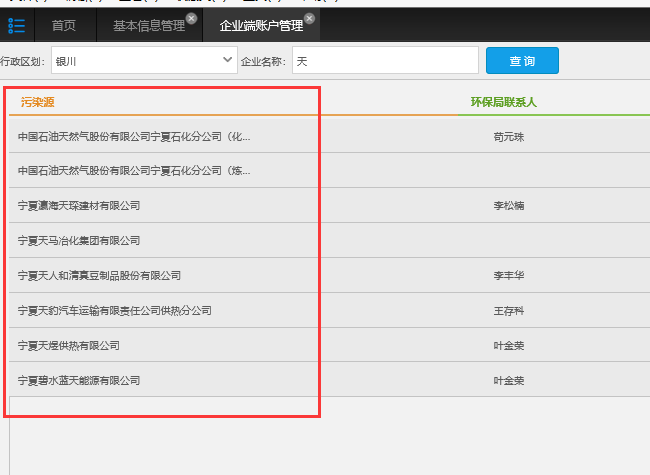 首页
基本信息管理
企业端账户管理
行政区划：
银川
企业名称：
天
查 询
污染源
环保局联系人
中国石油天然气股份有限公司宁夏石化分公司（化...
苟元珠
中国石油天然气股份有限公司宁夏石化分公司（炼...
宁夏瀛海天琛建材有限公司
李松楠
宁夏天马冶化集团有限公司
宁夏天人和清真豆制品股份有限公司
李丰华
宁夏天豹汽车运输有限责任公司供热分公司
王存科
宁夏天煜供热有限公司
叶金荣
宁夏碧水蓝天能源有限公司
叶金荣